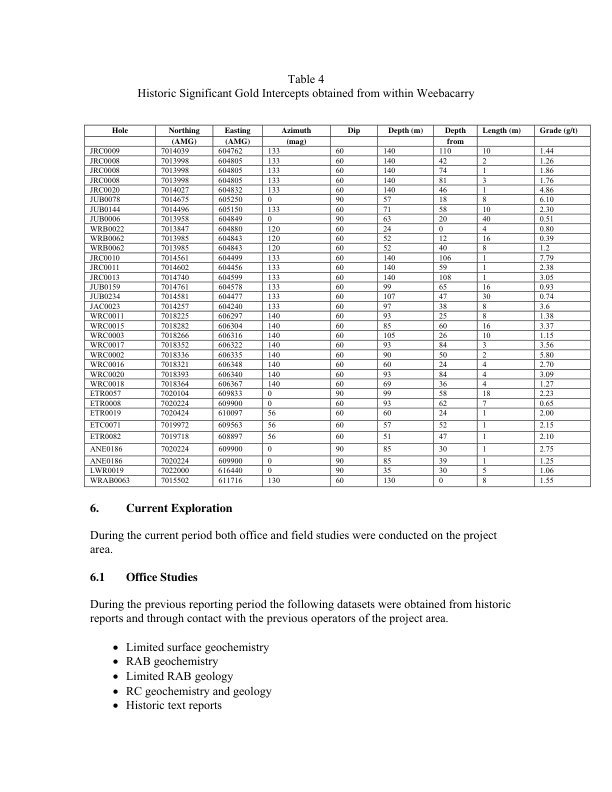 Table 4
Historic Significant Gold Intercepts obtained from within Weebacarry
Hole Northing Easting Azimuth Dip Depth (m) Depth Length (m) Grade (g/t)
(AMG) (AMG) (mag) from
JRC0009 7014039 604762 133 60 140 110 10 1.44
JRC0008 7013998 604805 133 60 140 42 2 1.26
JRC0008 7013998 604805 133 60 140 74 1 1.86
JRC0008 7013998 604805 133 60 140 81 3 1.76
JRC0020 7014027 604832 133 60 140 46 1 4.86
JUB0078 7014675 605250 0 90 57 18 8 6.10
JUB0144 7014496 605150 133 60 71 58 10 2.30
JUB0006 7013958 604849 0 90 63 20 40 0.51
WRB0022 7013847 604880 120 60 24 0 4 0.80
WRB0062 7013985 604843 120 60 52 12 16 0.39
WRB0062 7013985 604843 120 60 52 40 8 1.2
JRC0010 7014561 604499 133 60 140 106 1 7.79
JRC0011 7014602 604456 133 60 140 59 1 2.38
JRC0013 7014740 604599 133 60 140 108 1 3.05
JUB0159 7014761 604578 133 60 99 65 16 0.93
JUB0234 7014581 604477 133 60 107 47 30 0.74
JAC0023 7014257 604240 133 60 97 38 8 3.6
WRC0011 7018225 606297 140 60 93 25 8 1.38
WRC0015 7018282 606304 140 60 85 60 16 3.37
WRC0003 7018266 606316 140 60 105 26 10 1.15
WRC0017 7018352 606322 140 60 93 84 3 3.56
WRC0002 7018336 606335 140 60 90 50 2 5.80
WRC0016 7018321 606348 140 60 60 24 4 2.70
WRC0020 7018393 606340 140 60 93 84 4 3.09
WRC0018 7018364 606367 140 60 69 36 4 1.27
ETR0057 7020104 609833 0 90 99 58 18 2.23
ETR0008 7020224 609900 0 60 93 62 7 0.65
ETR0019 7020424 610097 56 60 60 24 1 2.00
ETC0071 7019972 609563 56 60 57 52 1 2.15
ETR0082 7019718 608897 56 60 51 47 1 2.10
ANE0186 7020224 609900 0 90 85 30 1 2.75
ANE0186 7020224 609900 0 90 85 39 1 1.25
LWR0019 7022000 616440 0 90 35 30 5 1.06
WRAB0063 7015502 611716 130 60 130 0 8 1.55
6. Current Exploration
During the current period both office and field studies were conducted on the project
area.
6.1 Office Studies
During the previous reporting period the following datasets were obtained from historic
reports and through contact with the previous operators of the project area.
• Limited surface geochemistry
• RAB geochemistry
• Limited RAB geology
• RC geochemistry and geology
• Historic text reports